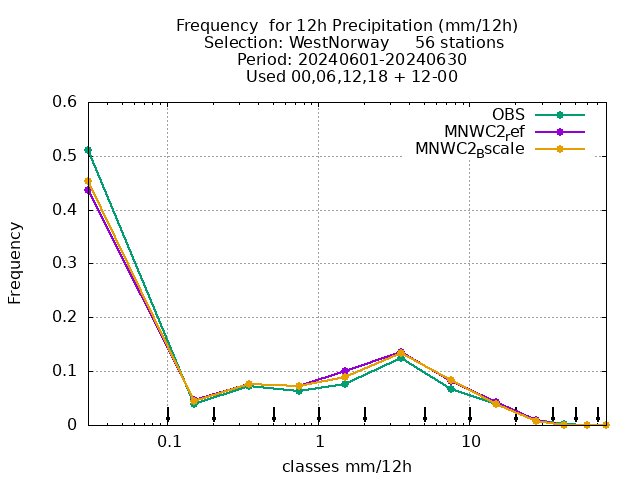 Frequency  for 12h Precipitation (mm/12h)
Selection: WestNorway     56 stations
Period: 20240601-20240630
Used 00,06,12,18 + 12-00
OBS
MNWC2ref
MNWC2Bscale
0.6
0.5
0.4
0.3
0.2
0.1
0
Frequency
0.1 1 10
classes mm/12h